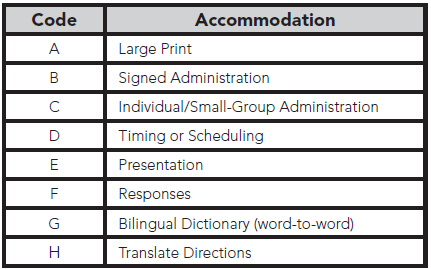 Code Accommodation
A Large Print
B Signed Administration
C Individual/Small-Group Administration
D Timing or Scheduling
E Presentation
F Responses
G Bilingual Dictionary (word-to-word)
H Translate Directions